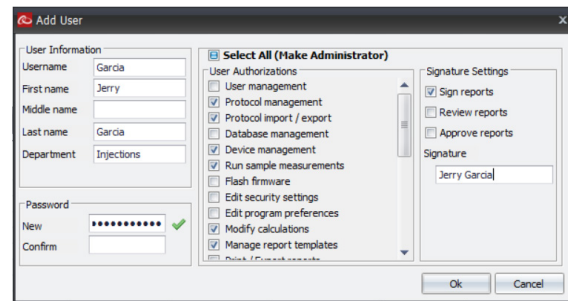 Add User
x
User Information
Username Garcia
First name Jerry
Middle name
Last name Garcia
Department Injections
Password
New ●●●●●●●●●●●
Confirm
Select All (Make Administrator)
User Authorizations
User management
Protocol management
Protocol import / export
Database management
Device management
Run sample measurements
Flash firmware
Edit security settings
Edit program preferences
Modify calculations
Manage report templates
Print / Export reports
Signature Settings
Sign reports
Review reports
Approve reports
Signature
Jerry Garcia
Ok Cancel